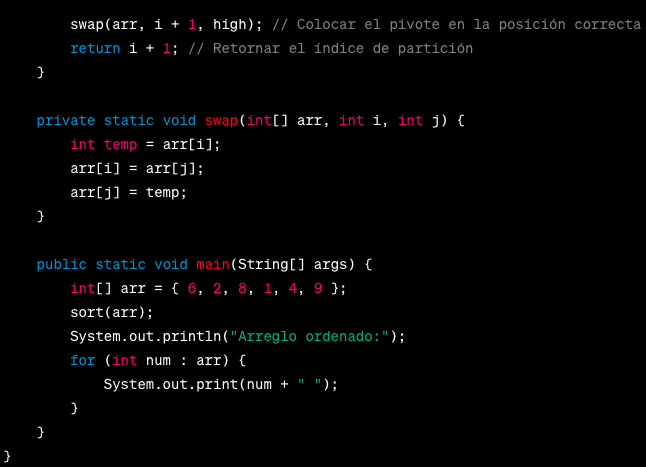 swap(arr, i + 1, high); // Colocar el pivote en la posición correcta
return i + 1; // Retornar el índice de partición
}
private static void swap(int[] arr, int i, int j) {
int temp = arr[i];
arr[i] = arr[j];
arr[j] = temp;
}
public static void main(String[] args) {
int[] arr = { 6, 2, 8, 1, 4, 9 };
sort(arr);
System.out.println("Arreglo ordenado:");
for (int num : arr) {
System.out.print(num + " ");
}
}
}